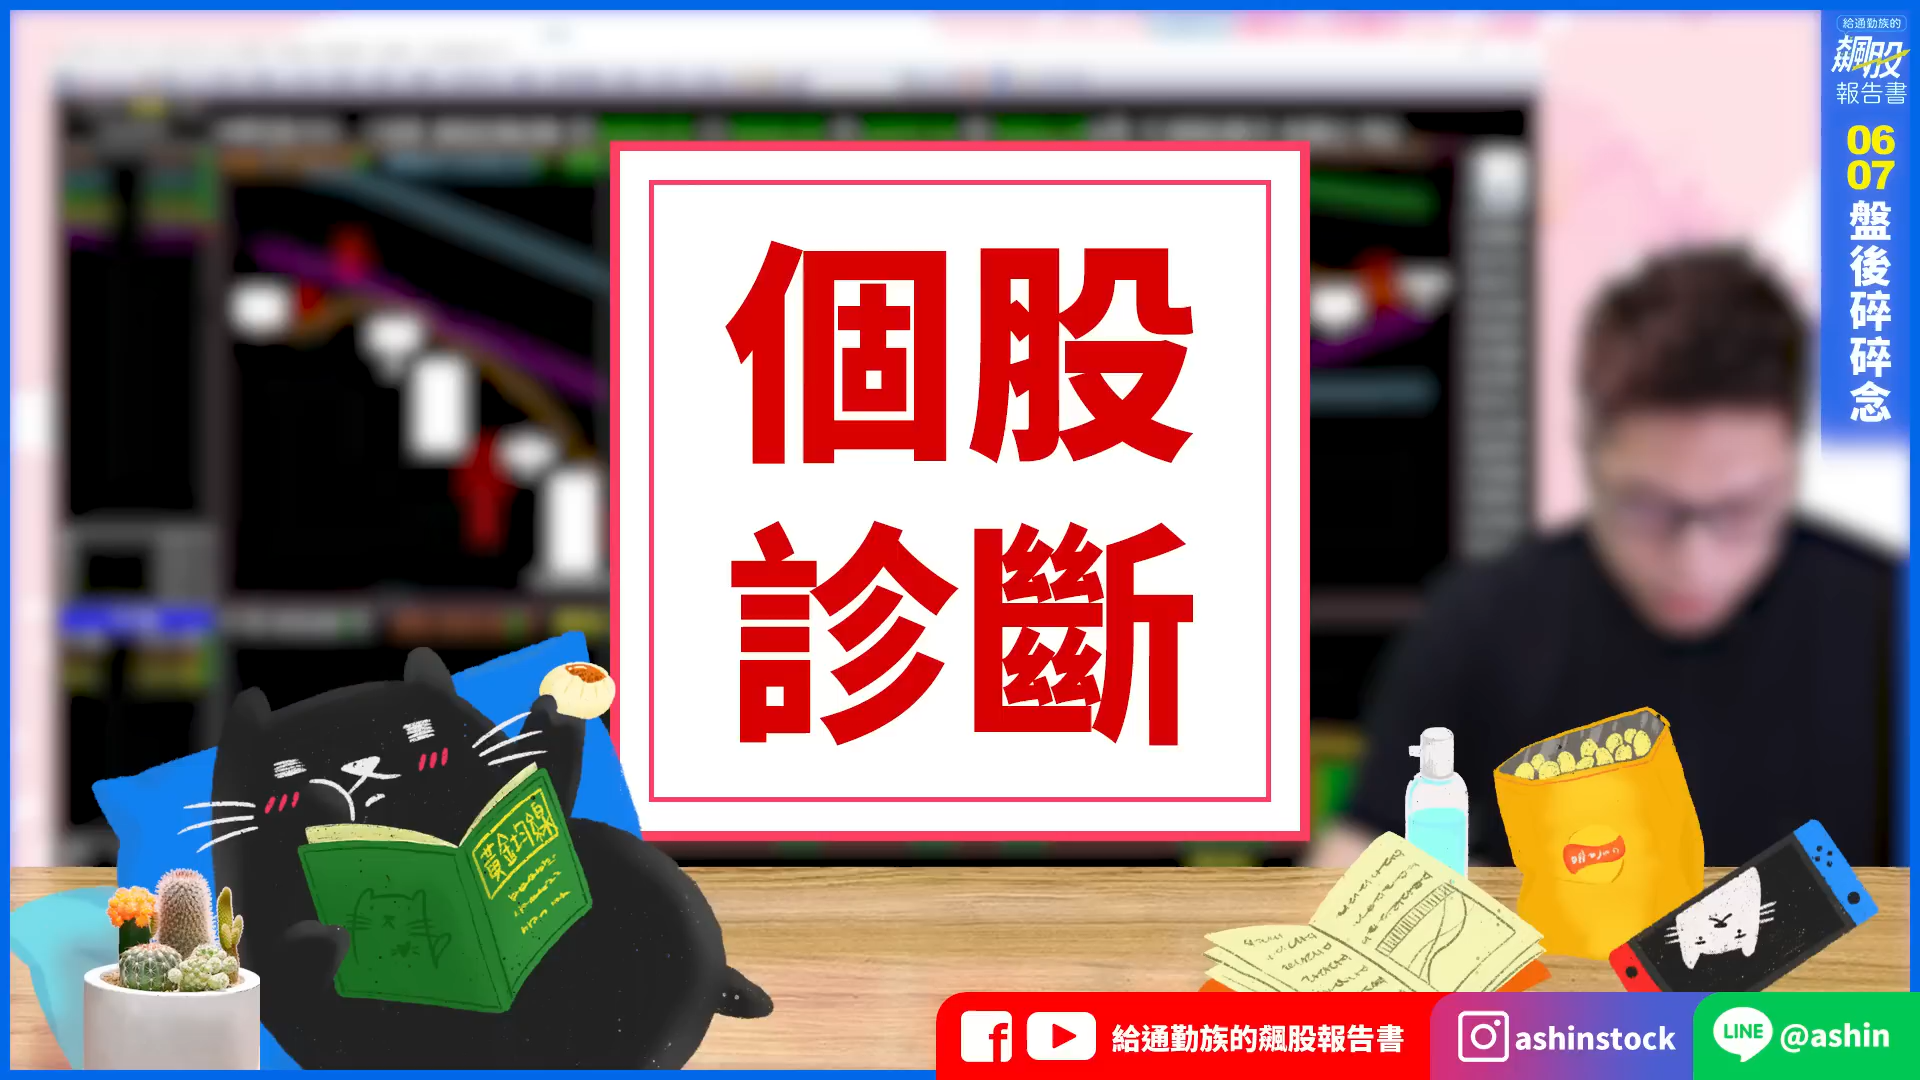 個股
診斷
給通勤族的
飆股
報告書
06
07
盤後碎碎念
黃金均線
給通勤族的飆股報告書
ashinstock
LINE
@ashin